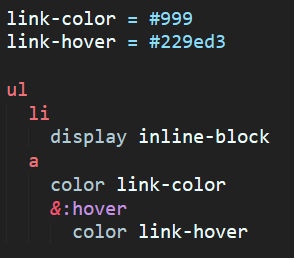 link-color = #999
link-hover = #229ed3

ul
  li
    display inline-block
  a
    color link-color
    &:hover
      color link-hover